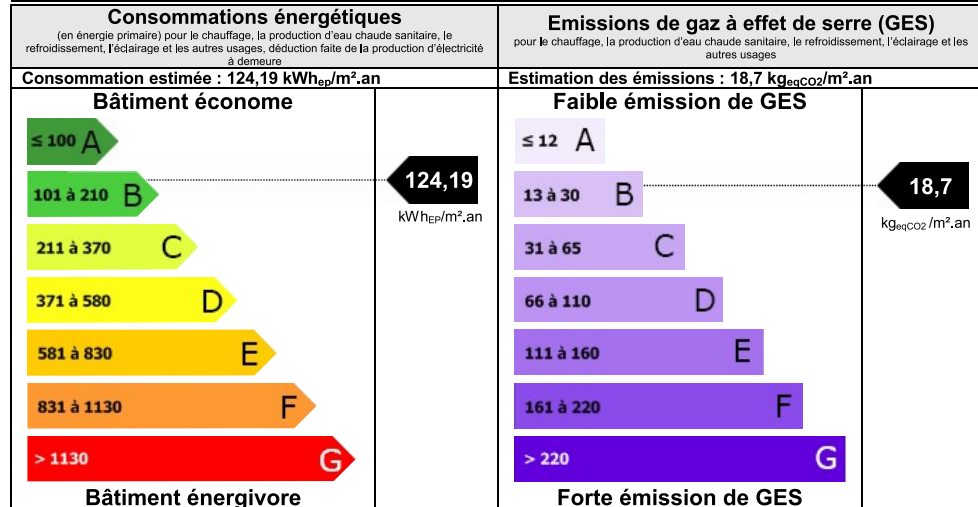 Consommations énergétiques
(en énergie primaire) pour le chauffage, la production d'eau chaude sanitaire, le
refroidissement, l'éclairage et les autres usages, déduction faite de la production d'électricité
à demeure
Consommation estimée : 124,19 kWhep/m².an
Bâtiment économe
≤ 100 A
101 à 210 B
211 à 370 C
371 à 580 D
581 à 830 E
831 à 1130 F
> 1130 G
Bâtiment énergivore
124,19
kWhEP/m².an
Emissions de gaz à effet de serre (GES)
pour le chauffage, la production d'eau chaude sanitaire, le refroidissement, l'éclairage et les
autres usages
Estimation des émissions : 18,7 kgeqCO2/m².an
Faible émission de GES
≤ 12 A
13 à 30 B
31 à 65 C
66 à 110 D
111 à 160 E
161 à 220 F
> 220 G
Forte émission de GES
18,7
kgeqCO2 /m².an